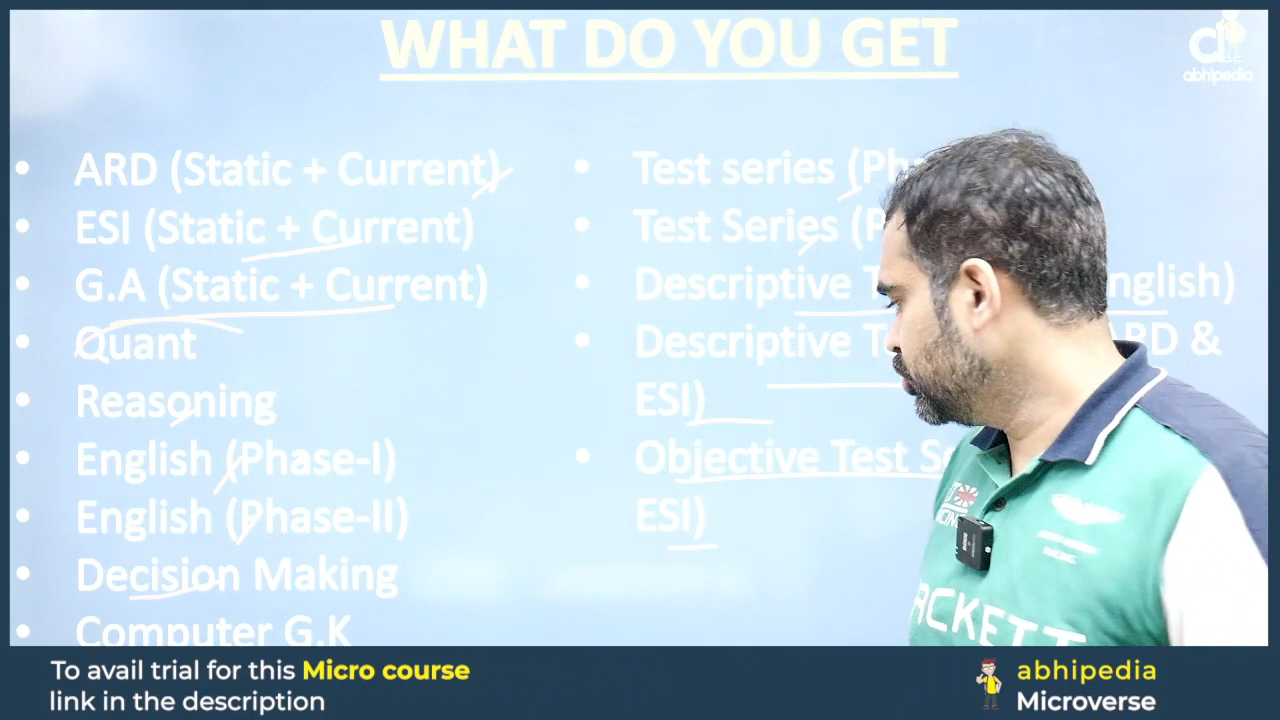 WHAT DO YOU GET
abhipedia
• ARD (Static + Current)
• ESI (Static + Current)
• G.A (Static + Current)
• Quant
• Reasoning
• English (Phase-I)
• English (Phase-II)
• Decision Making
• Computer G.K
• Test series
• Test Series
• Descriptive
• Descriptive &
ESI)
• Objective Test
ESI)
To avail trial for this Micro course
link in the description
abhipedia
Microverse